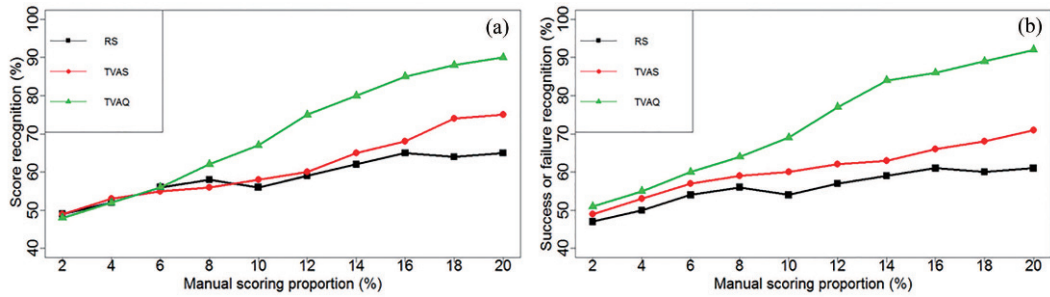 (a)
RS
TVAS
TVAQ
Score recognition (%)
100
90
80
70
60
50
40
2 4 6 8 10 12 14 16 18 20
Manual scoring proportion (%)
(b)
RS
TVAS
TVAQ
Success or failure recognition (%)
100
90
80
70
60
50
40
2 4 6 8 10 12 14 16 18 20
Manual scoring proportion (%)